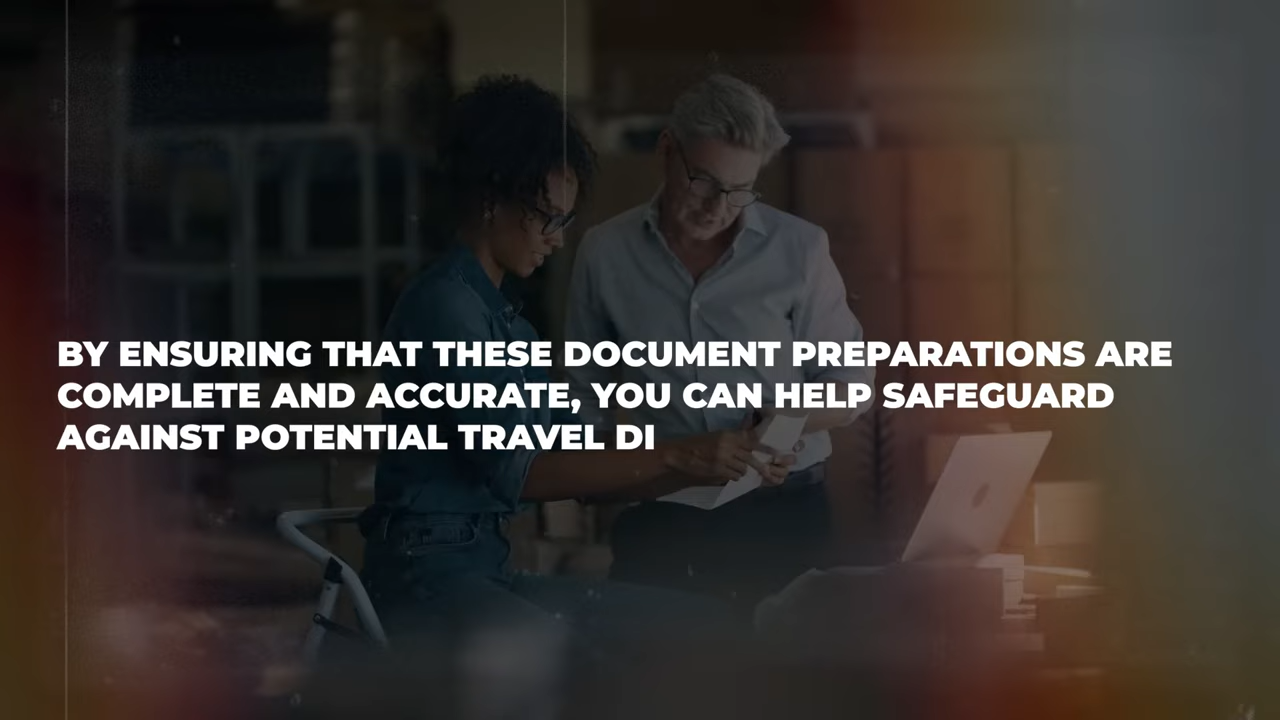 BY ENSURING THAT THESE DOCUMENT PREPARATIONS ARE
COMPLETE AND ACCURATE, YOU CAN HELP SAFEGUARD
AGAINST POTENTIAL TRAVEL DI